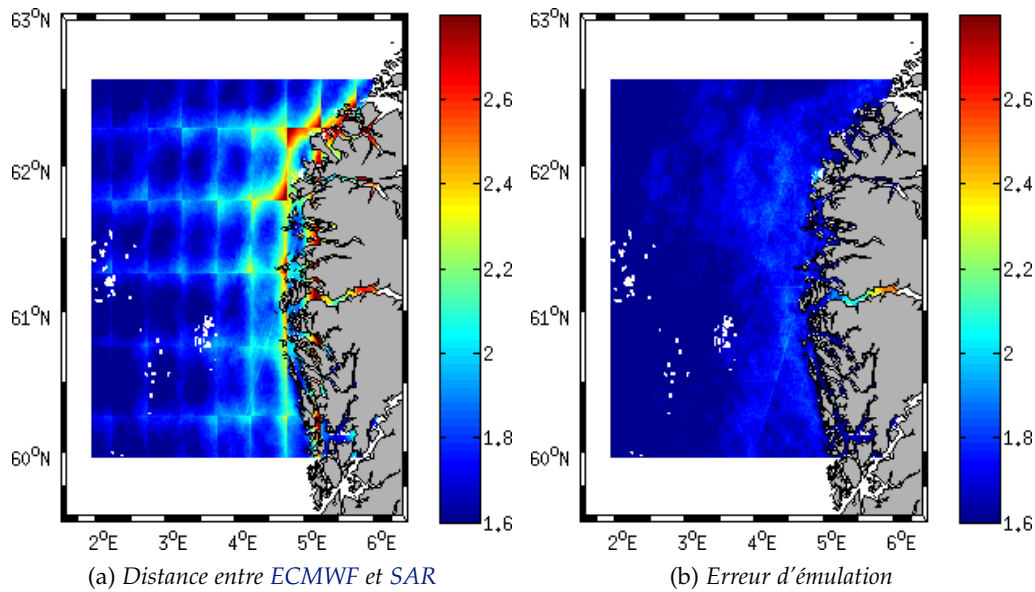 63°N
62°N
61°N
60°N
2°E 3°E 4°E 5°E 6°E
2.6
2.4
2.2
2
1.8
1.6
(a) Distance entre ECMWF et SAR
63°N
62°N
61°N
60°N
2°E 3°E 4°E 5°E 6°E
2.6
2.4
2.2
2
1.8
1.6
(b) Erreur d'émulation